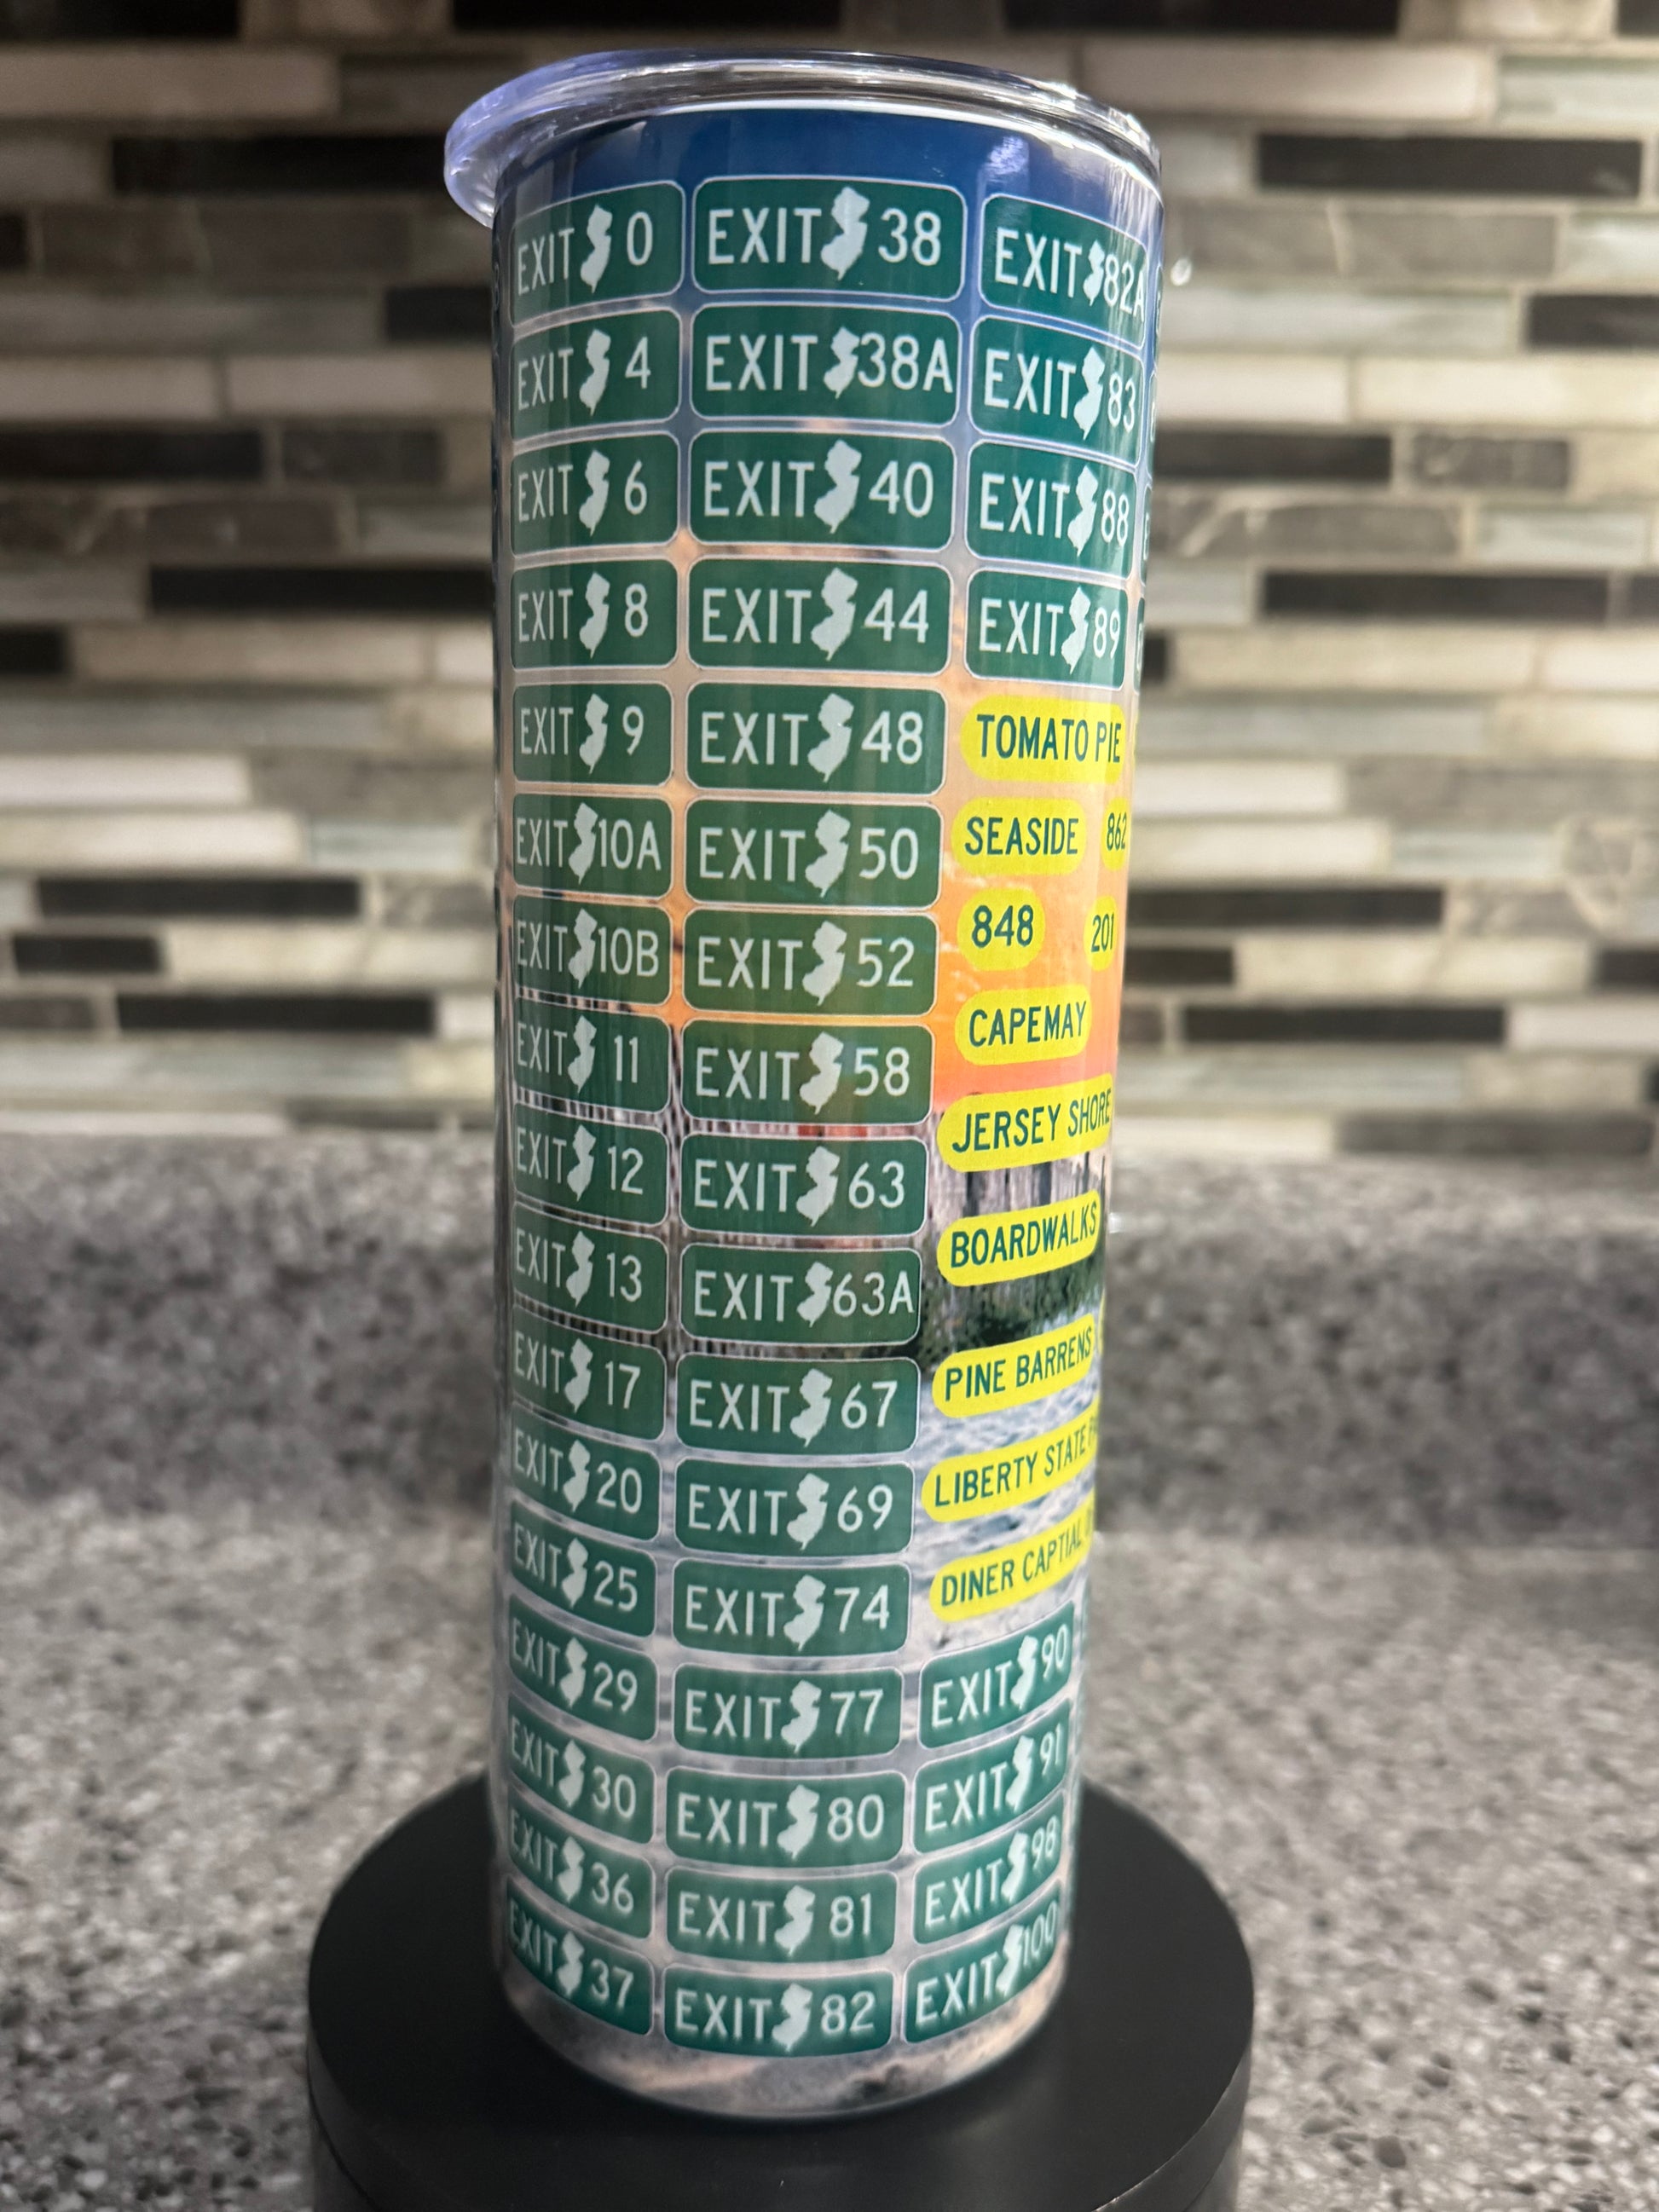 EXIT 0
EXIT 4
EXIT 6
EXIT 8
EXIT 9
EXIT 10A
EXIT 10B
EXIT 11
EXIT 12
EXIT 13
EXIT 17
EXIT 20
EXIT 25
EXIT 29
EXIT 30
EXIT 36
EXIT 37
EXIT 38
EXIT 38A
EXIT 40
EXIT 44
EXIT 48
EXIT 50
EXIT 52
EXIT 58
EXIT 63
EXIT 63A
EXIT 67
EXIT 69
EXIT 74
EXIT 77
EXIT 80
EXIT 81
EXIT 82
EXIT 82A
EXIT 83
EXIT 88
EXIT 89
TOMATO PIE
SEASIDE 862
848 201
CAPEMAY
JERSEY SHORE
BOARDWALKS
PINE BARRENS
LIBERTY STATE
DINER CAPTIAL
EXIT 90
EXIT 91
EXIT 98
EXIT 100